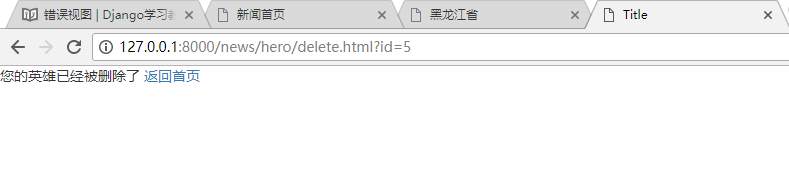 错误视图 | Django学习教 新闻首页 黑龙江省 Title
127.0.0.1:8000/news/hero/delete.html?id=5
您的英雄已经被删除了 返回首页